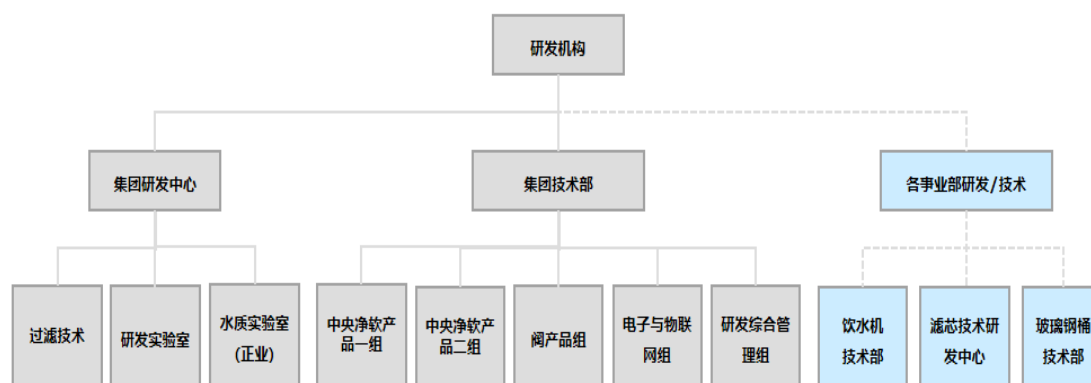 研发机构
集团研发中心
集团技术部
各事业部研发/技术
过滤技术
研发实验室
水质实验室
(正业)
中央净软产
品一组
中央净软产
品二组
阀产品组
电子与物联
网组
研发综合管
理组
饮水机
技术部
滤芯技术研
发中心
玻璃钢桶
技术部